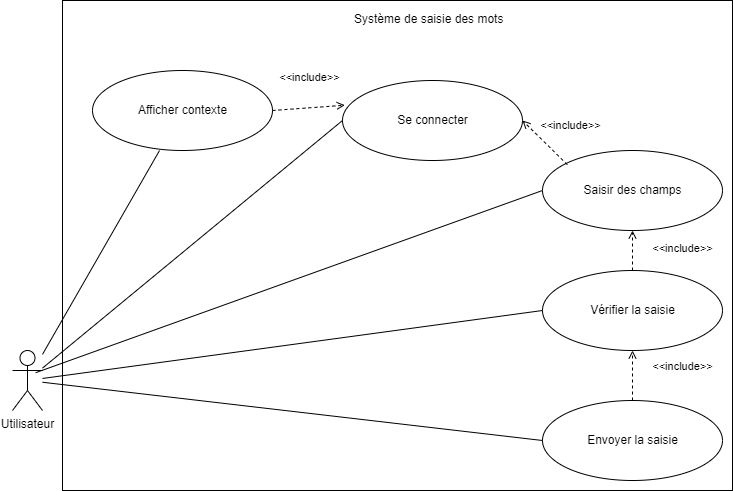 Système de saisie des mots
<<include>>
Afficher contexte
Se connecter
<<include>>
Saisir des champs
<<include>>
Vérifier la saisie
<<include>>
Utilisateur
Envoyer la saisie